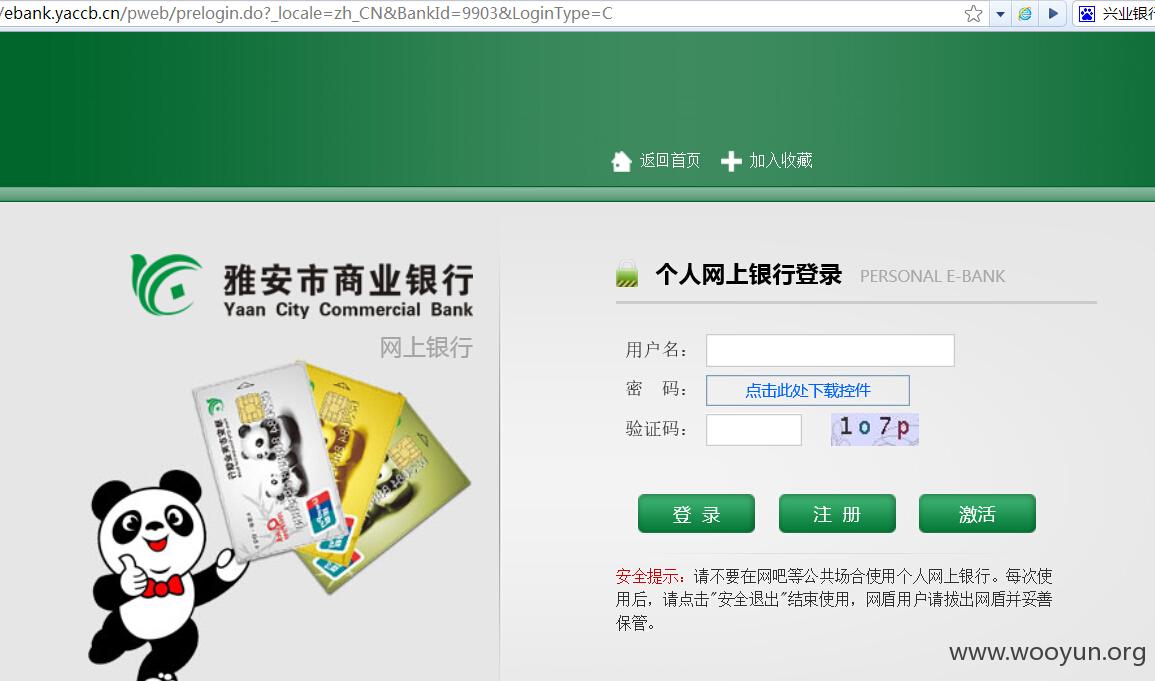 /ebank.yaccb.cn/pweb/prelogin.do?_locale=zh_CN&BankId=9903&LoginType=C
兴业银行
返回首页 加入收藏
雅安市商业银行
Yaan City Commercial Bank
网上银行
个人网上银行登录 PERSONAL E-BANK
用户名：
密 码： 点击此处下载控件
验证码： 1o7p
登 录 注 册 激活
安全提示：请不要在网吧等公共场合使用个人网上银行。每次使
用后，请点击"安全退出"结束使用，网盾用户请拔出网盾并妥善
保管。
www.wooyun.org